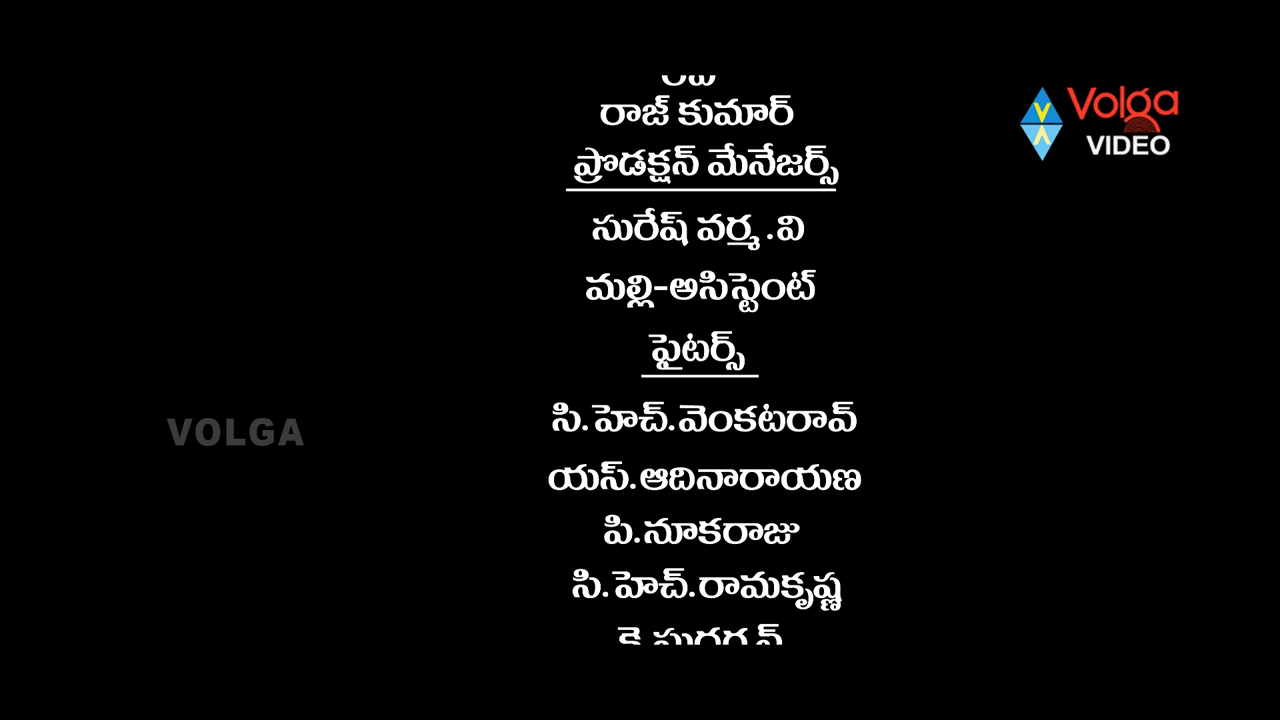 రాజ్ కుమార్
ప్రొడక్షన్ మేనేజర్స్
సురేష్ వర్మ .వి
మల్లి-అసిస్టెంట్
ఫైటర్స్
సి.హెచ్.వెంకటరావ్
యస్.ఆదినారాయణ
పి.నూకరాజు
సి.హెచ్.రామకృష్ణ
Volga
VIDEO
VOLGA